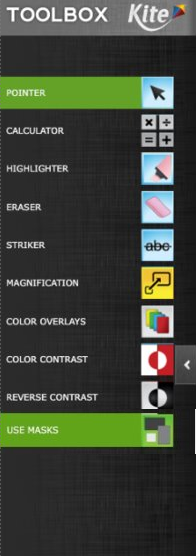 TOOLBOX Kite
POINTER
CALCULATOR
HIGHLIGHTER
ERASER
STRIKER
abc
MAGNIFICATION
COLOR OVERLAYS
COLOR CONTRAST
REVERSE CONTRAST
USE MASKS